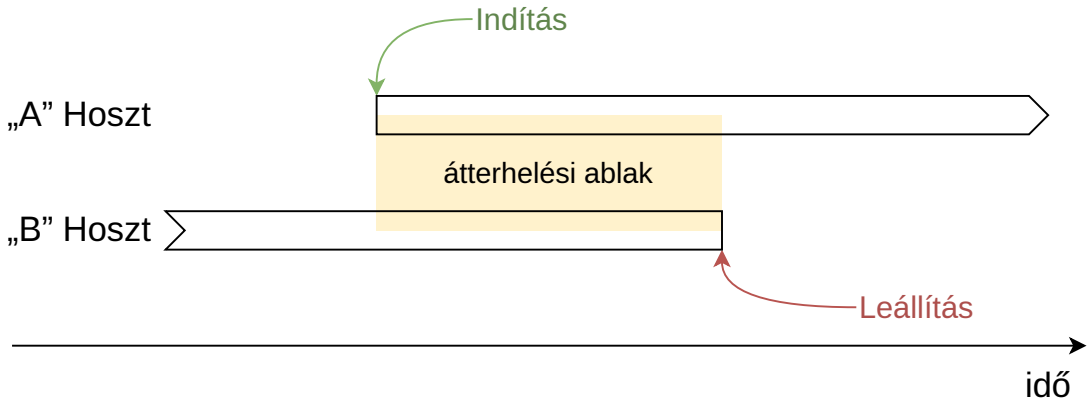 Indítás
„A” Hoszt
átterhelési ablak
„B” Hoszt
Leállítás
idő